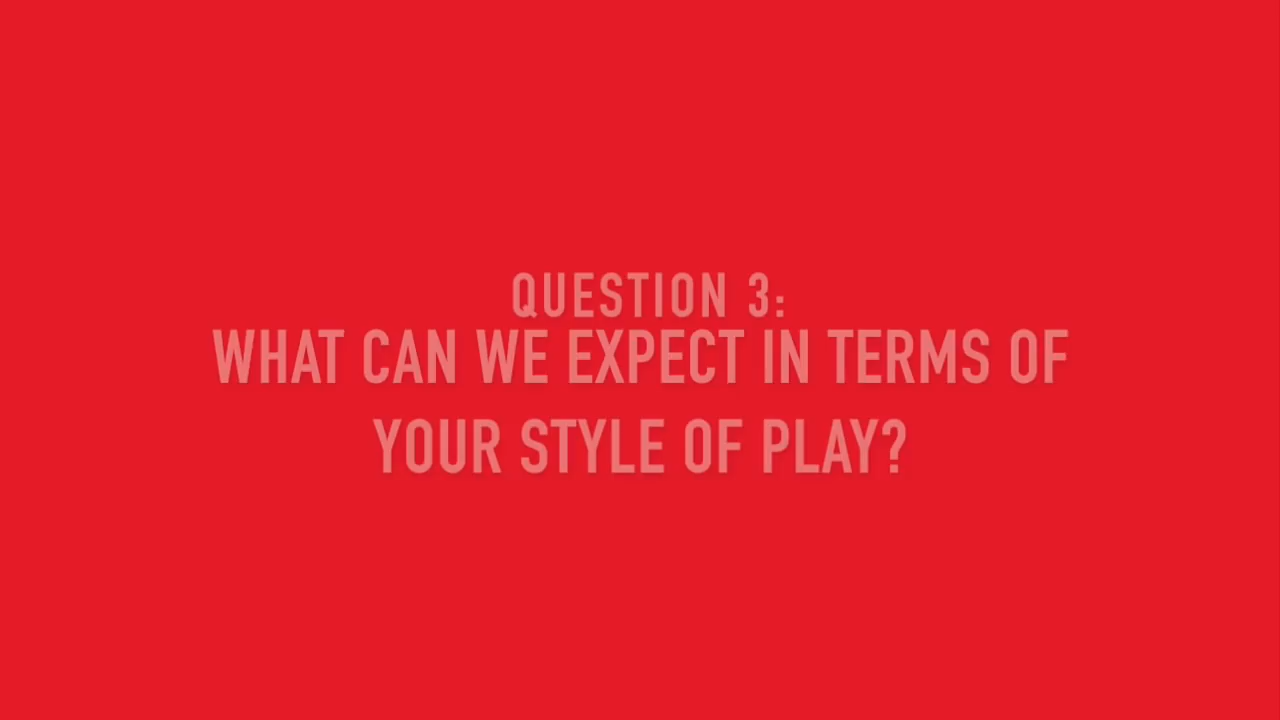 QUESTION 3:
WHAT CAN WE EXPECT IN TERMS OF
YOUR STYLE OF PLAY?